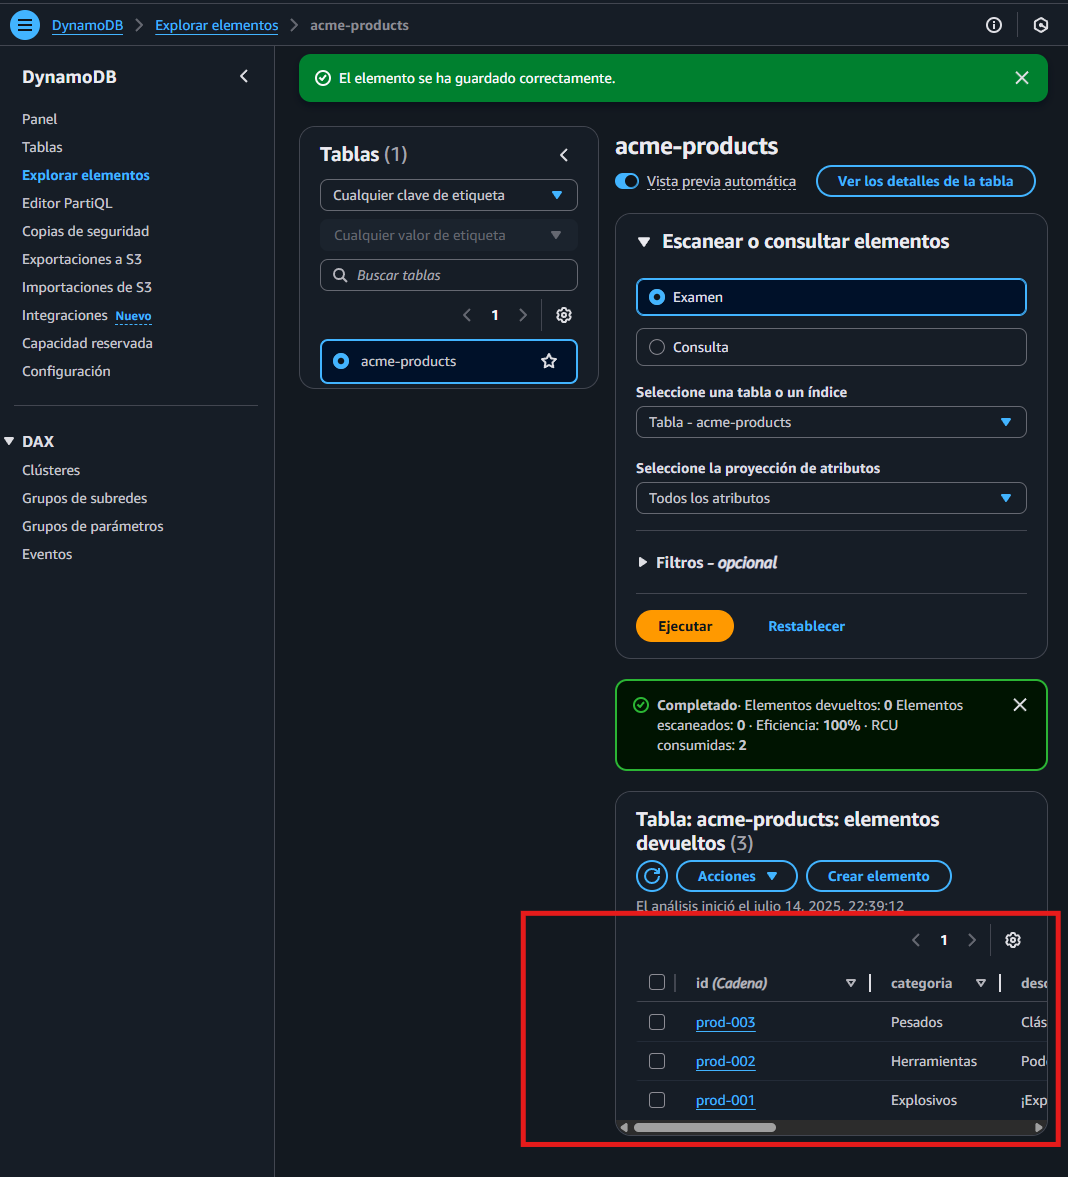 DynamoDB
Explorar elementos
acme-products
DynamoDB
Panel
Tablas
Explorar elementos
Editor PartiQL
Copias de seguridad
Exportaciones a S3
Importaciones de S3
Integraciones Nuevo
Capacidad reservada
Configuración
DAX
Clústeres
Grupos de subredes
Grupos de parámetros
Eventos
El elemento se ha guardado correctamente.
Tablas (1)
Cualquier clave de etiqueta
Cualquier valor de etiqueta
Buscar tablas
1
acme-products
acme-products
Vista previa automática
Ver los detalles de la tabla
Escanear o consultar elementos
Examen
Consulta
Seleccione una tabla o un índice
Tabla - acme-products
Seleccione la proyección de atributos
Todos los atributos
Filtros - opcional
Ejecutar
Restablecer
Completado· Elementos devueltos: 0 Elementos
escaneados: 0 · Eficiencia: 100% · RCU
consumidas: 2
Tabla: acme-products: elementos
devueltos (3)
Acciones
Crear elemento
El análisis inició el julio 14, 2025, 22:39:12
1
id (Cadena) categoria desc
prod-003 Pesados Clás
prod-002 Herramientas Pod
prod-001 Explosivos ¡Exp